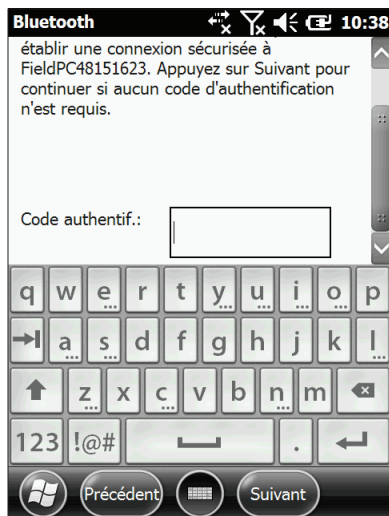 Bluetooth 10:38
établir une connexion sécurisée à
FieldPC48151623. Appuyez sur Suivant pour
continuer si aucun code d'authentification
n'est requis.
Code authentif.:
q w e r t y u i o p
a s d f g h j k l
z x c v b n m
123 !@# .
Précédent Suivant